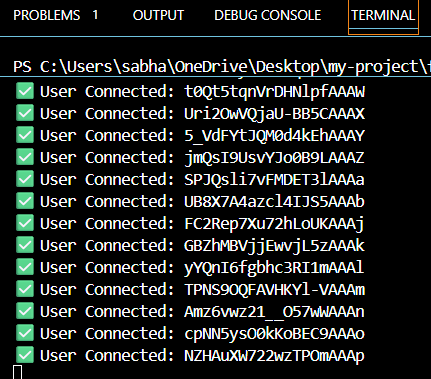 PROBLEMS 1 OUTPUT DEBUG CONSOLE TERMINAL
PS C:\Users\sabha\OneDrive\Desktop\my-project\
✅ User Connected: t0Qt5tqnVrDHNlpfAAAW
✅ User Connected: Uri2OwVQjaU-BB5CAAAX
✅ User Connected: 5_VdFYtJQM0d4kEhAAAY
✅ User Connected: jmQsI9UsvYJo0B9LAAAZ
✅ User Connected: SPJQsli7vFMDET3lAAAa
✅ User Connected: UB8X7A4azcl4IJS5AAAb
✅ User Connected: FC2Rep7Xu72hLoUKAAAj
✅ User Connected: GBZhMBVjjEwvjL5zAAAk
✅ User Connected: yYQnI6fgbhc3RI1mAAAl
✅ User Connected: TPNS9OQFAVHKYl-VAAAm
✅ User Connected: Amz6vwz21__O57wWAAAn
✅ User Connected: cpNN5ysO0kKoBEC9AAAo
✅ User Connected: NZHAuXW722wzTPOmAAAp